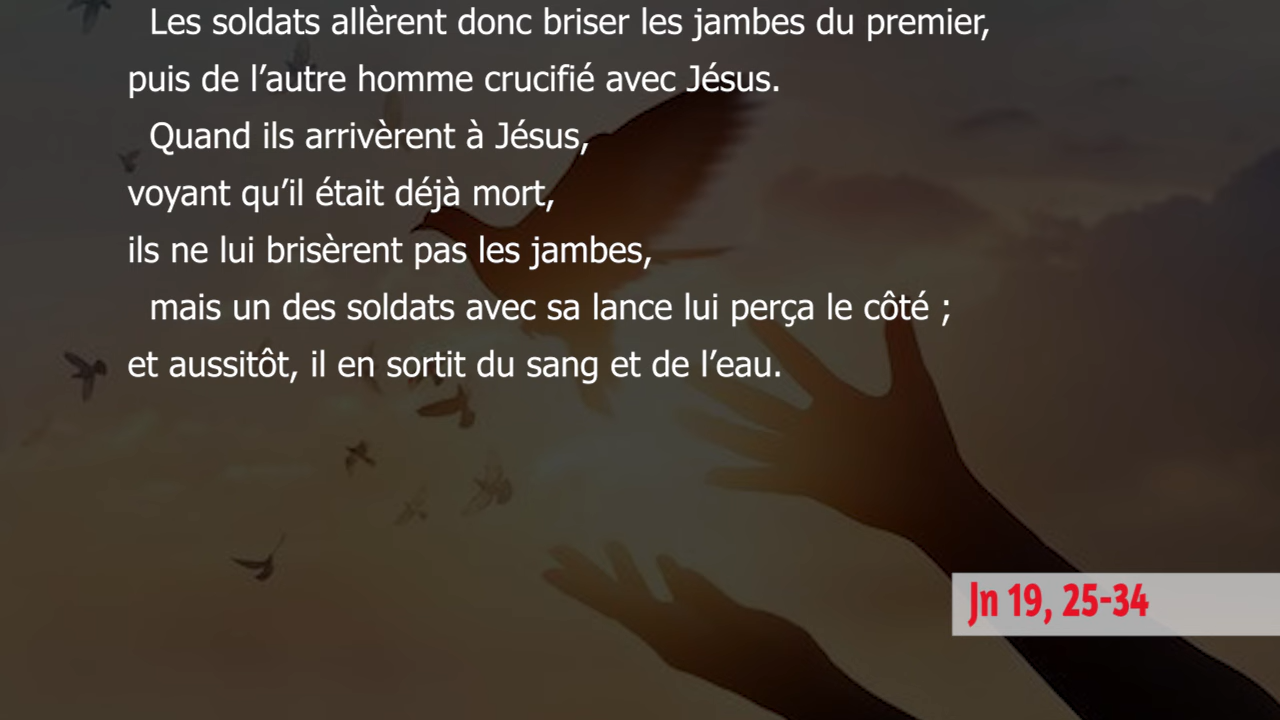 Les soldats allèrent donc briser les jambes du premier,
puis de l’autre homme crucifié avec Jésus.
Quand ils arrivèrent à Jésus,
voyant qu’il était déjà mort,
ils ne lui brisèrent pas les jambes,
mais un des soldats avec sa lance lui perça le côté ;
et aussitôt, il en sortit du sang et de l’eau.
Jn 19, 25-34